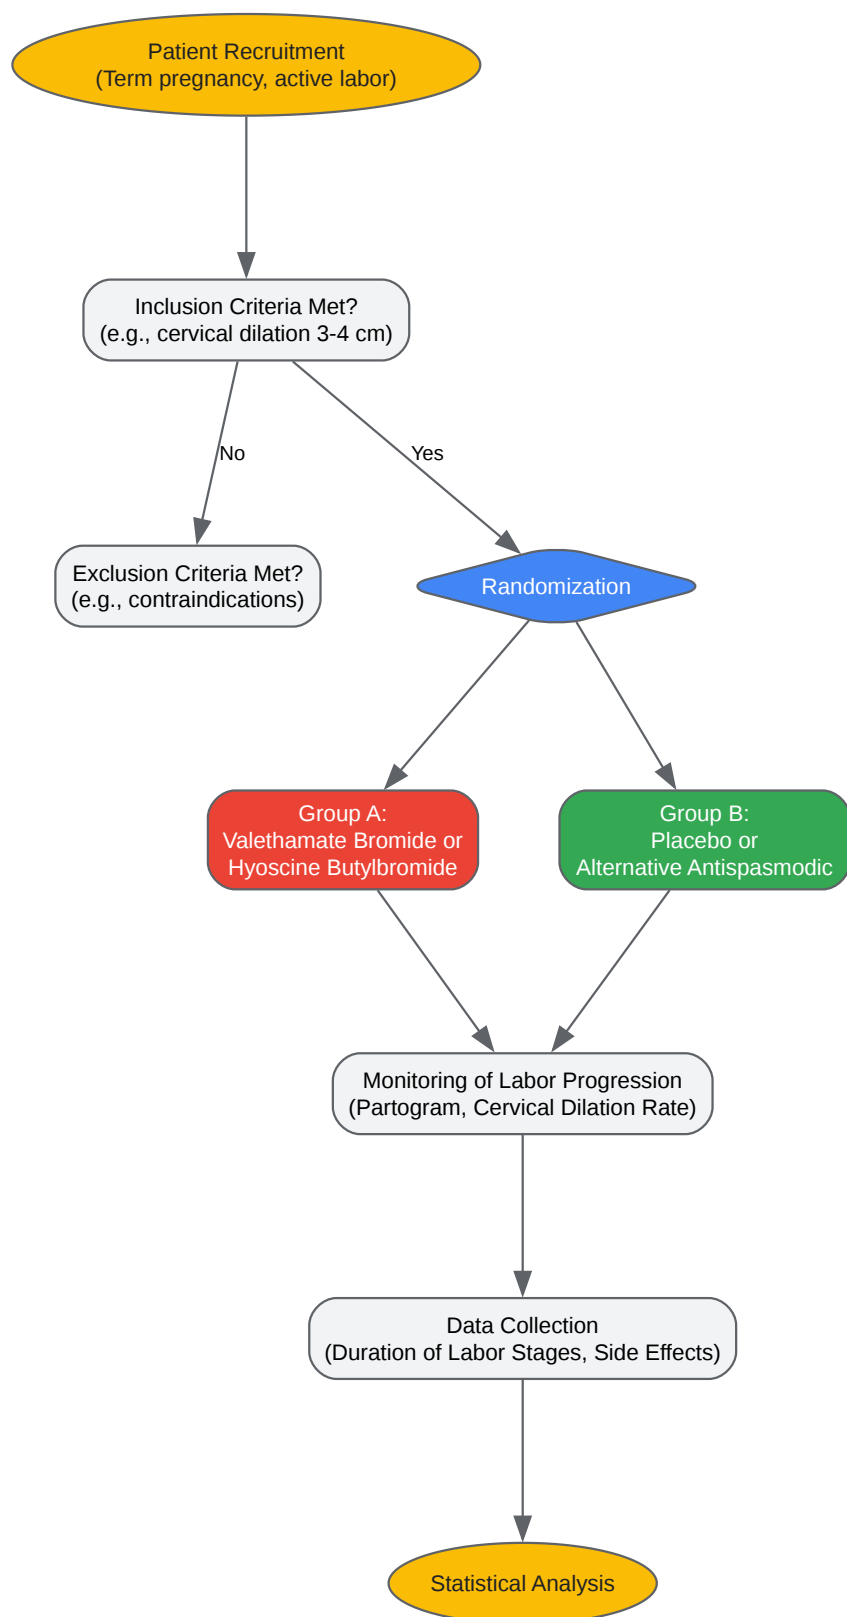 Patient Recruitment
(Term pregnancy, active labor)
Inclusion Criteria Met?
(e.g., cervical dilation 3-4 cm)
No
Yes
Exclusion Criteria Met?
(e.g., contraindications)
Randomization
Group A:
Valethamate Bromide or
Hyoscine Butylbromide
Group B:
Placebo or
Alternative Antispasmodic
Monitoring of Labor Progression
(Partogram, Cervical Dilation Rate)
Data Collection
(Duration of Labor Stages, Side Effects)
Statistical Analysis